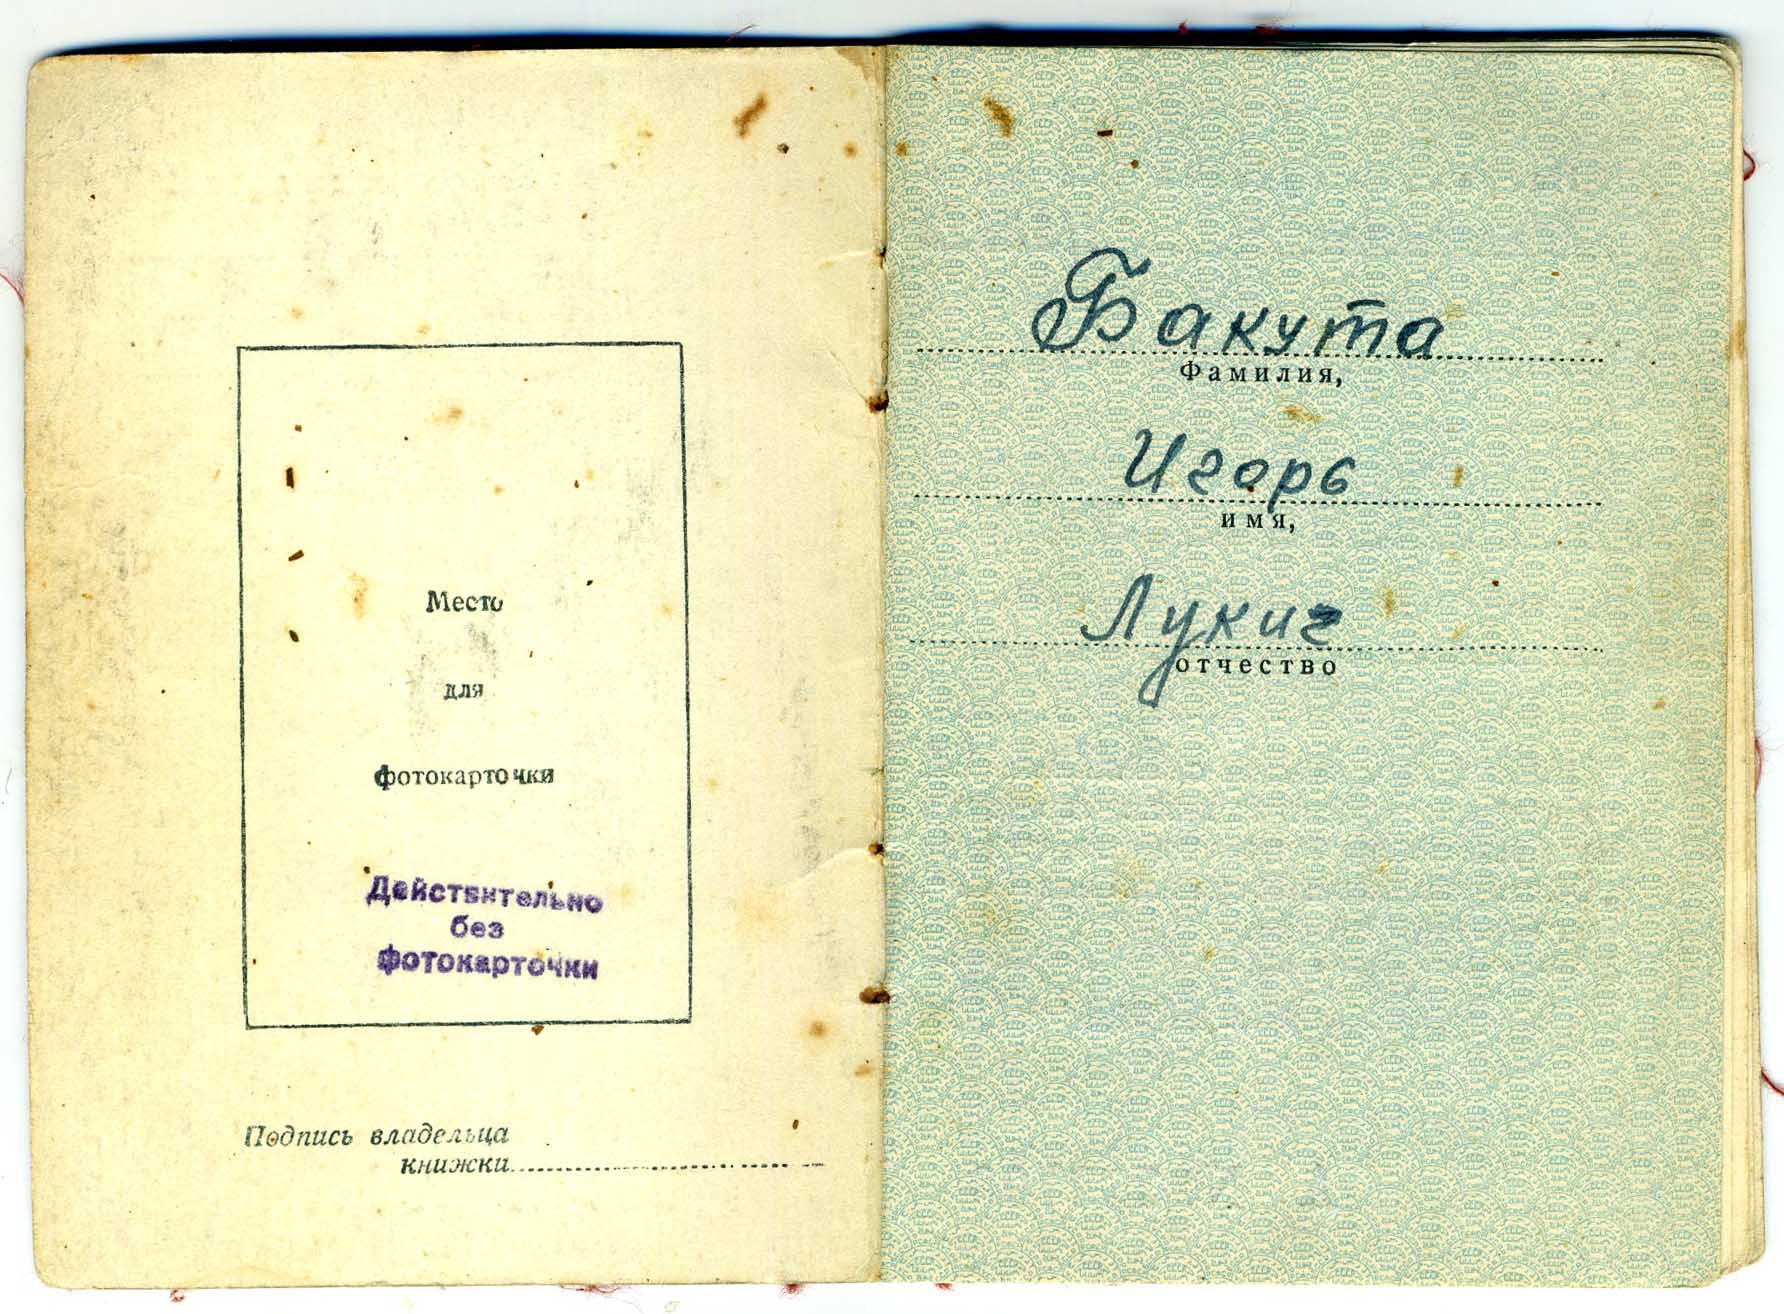 Место
для
фотокарточки
Действительно
без
фотокарточки
Подпись владельца
книжки
Бакута
Фамилия,
Игорь
имя,
Лукич
отчество